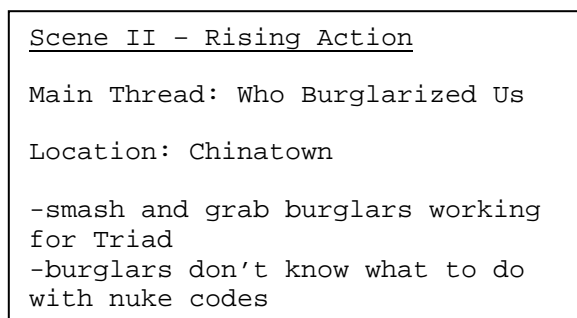 Scene II – Rising Action
Main Thread: Who Burglarized Us
Location: Chinatown
-smash and grab burglars working
for Triad
-burglars don’t know what to do
with nuke codes